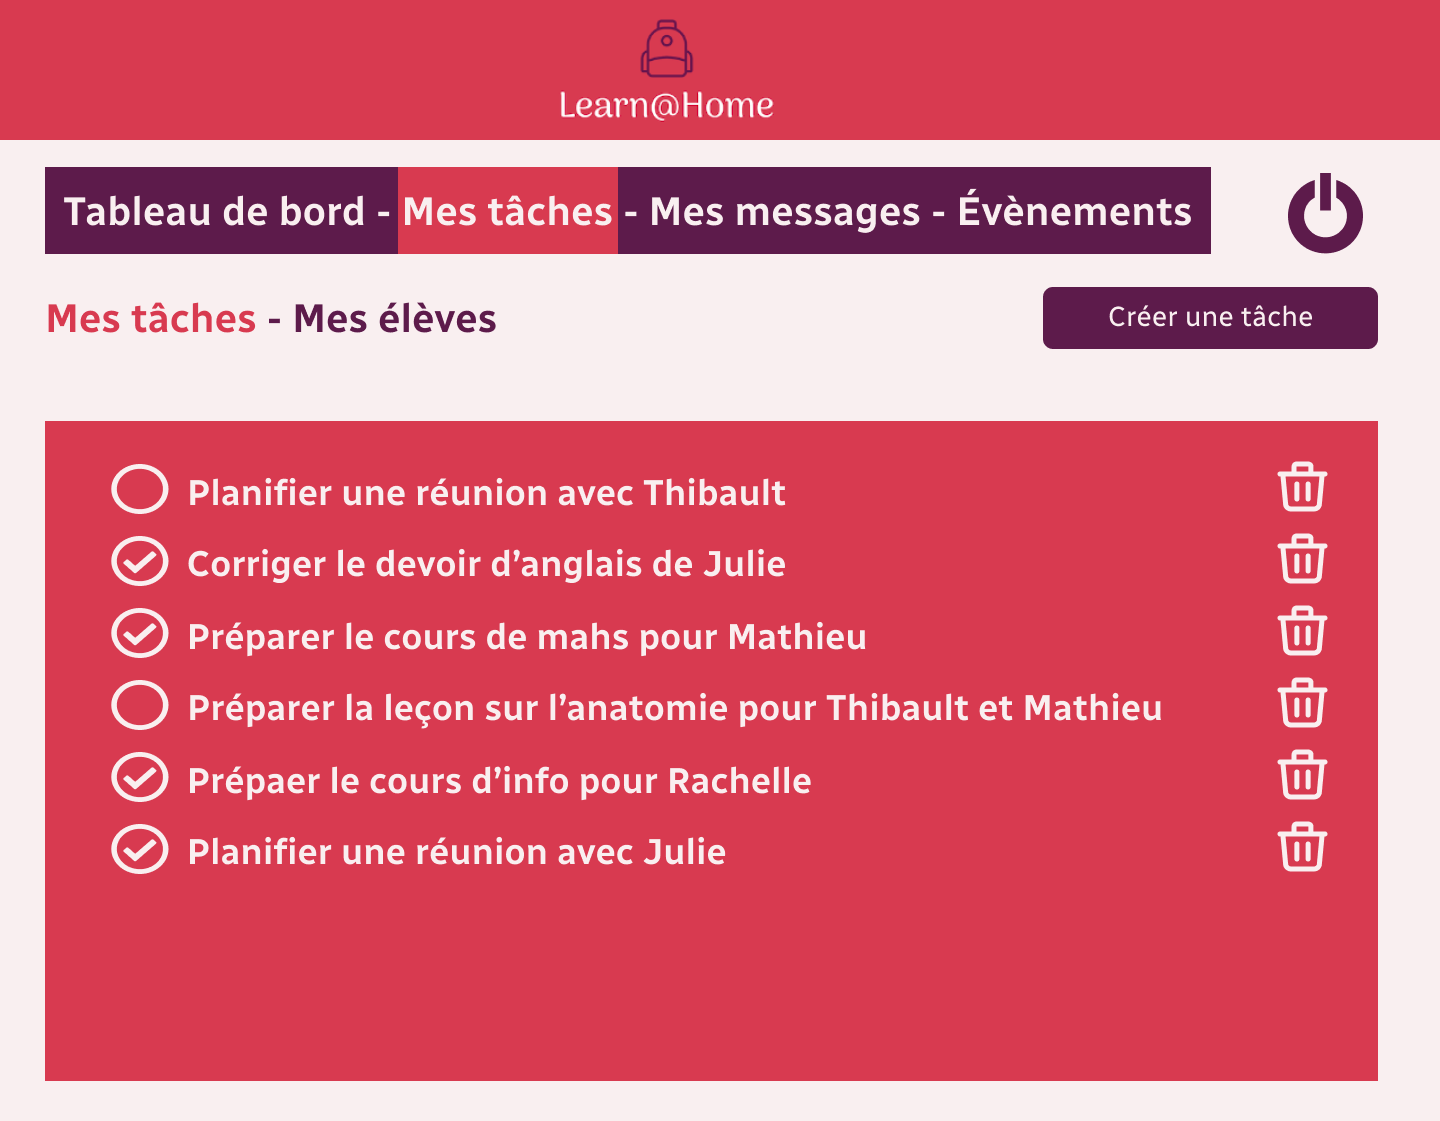 Learn@Home
Tableau de bord - Mes tâches - Mes messages - Évènements
Mes tâches - Mes élèves
Créer une tâche
Planifier une réunion avec Thibault
Corriger le devoir d’anglais de Julie
Préparer le cours de mahs pour Mathieu
Préparer la leçon sur l’anatomie pour Thibault et Mathieu
Prépaer le cours d’info pour Rachelle
Planifier une réunion avec Julie